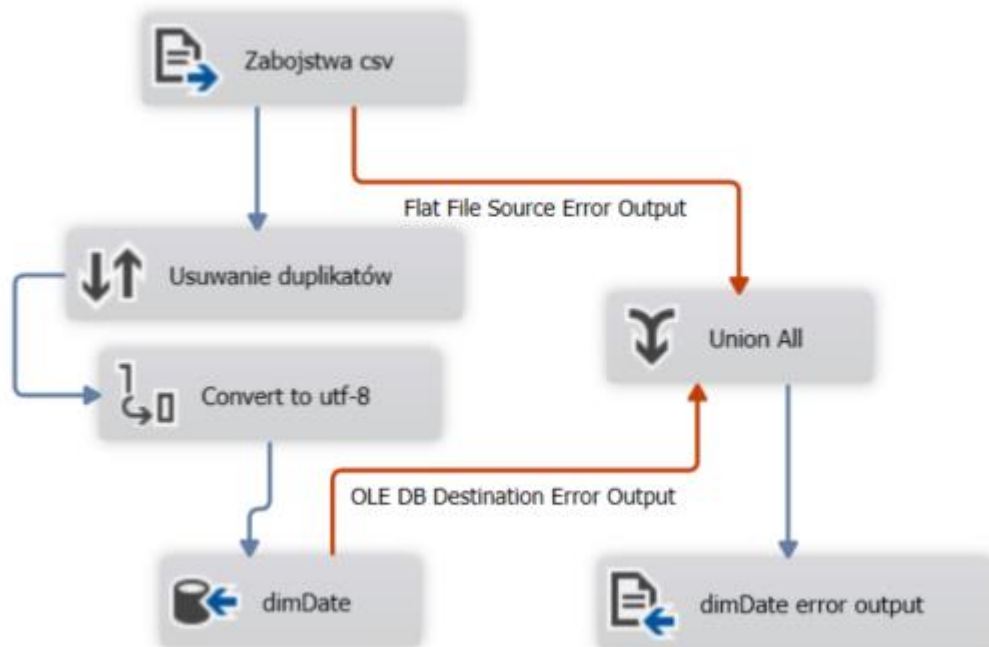 Zabojstwa csv
Flat File Source Error Output
Usuwanie duplikatów
Union All
Convert to utf-8
OLE DB Destination Error Output
dimDate
dimDate error output